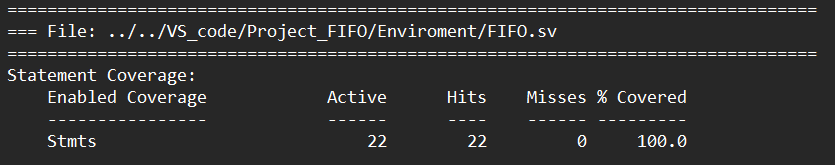 =================================================================================
=== File: ../../VS_code/Project_FIFO/Enviroment/FIFO.sv
=================================================================================
Statement Coverage:
    Enabled Coverage            Active      Hits    Misses % Covered
    ----------------            ------      ----    ------ ---------
    Stmts                           22        22         0     100.0